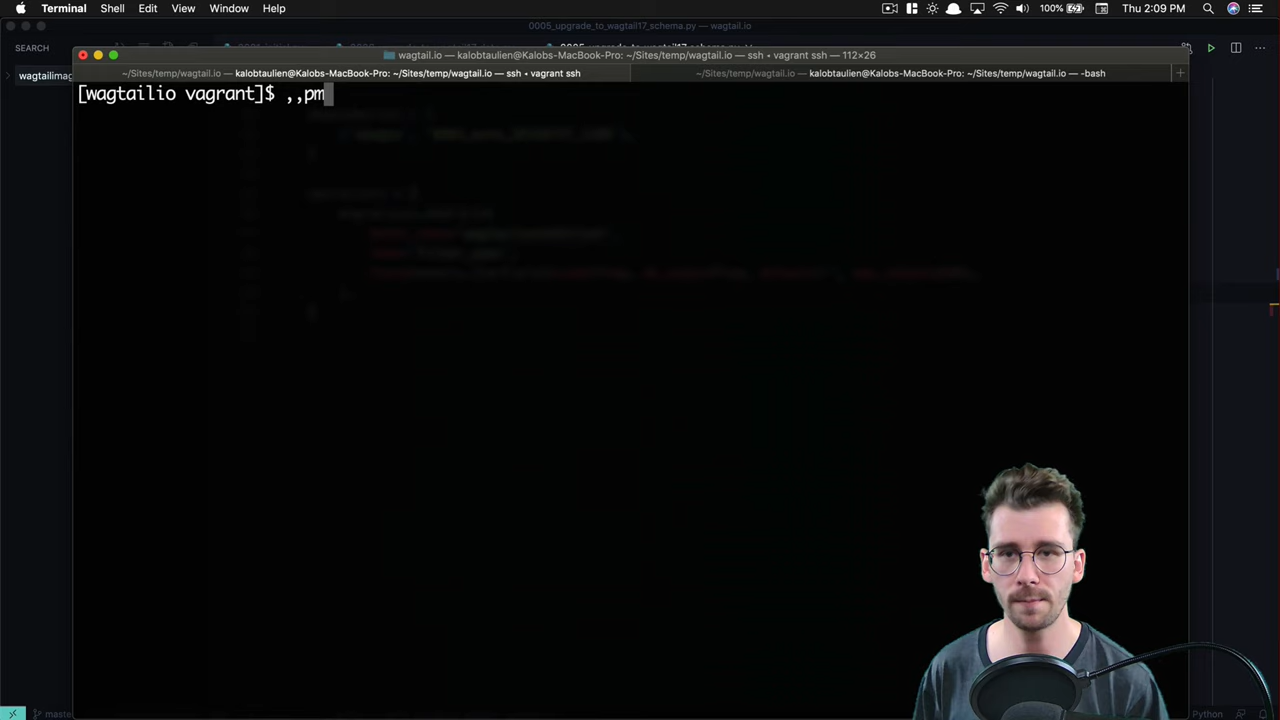 Terminal Shell Edit View Window Help 100% Thu 2:09 PM
0005_upgrade_to_wagtail17_schema.py — wagtail.io
SEARCH
wagtail.io — kalobtaulien@Kalobs-MacBook-Pro: ~/Sites/temp/wagtail.io — ssh • vagrant ssh — 112×26
wagtailimag
~/Sites/temp/wagtail.io — kalobtaulien@Kalobs-MacBook-Pro: ~/Sites/temp/wagtail.io — ssh • vagrant ssh
~/Sites/temp/wagtail.io — kalobtaulien@Kalobs-MacBook-Pro: ~/Sites/temp/wagtail.io — -bash
[wagtailio vagrant]$ ,,pm
master
Python